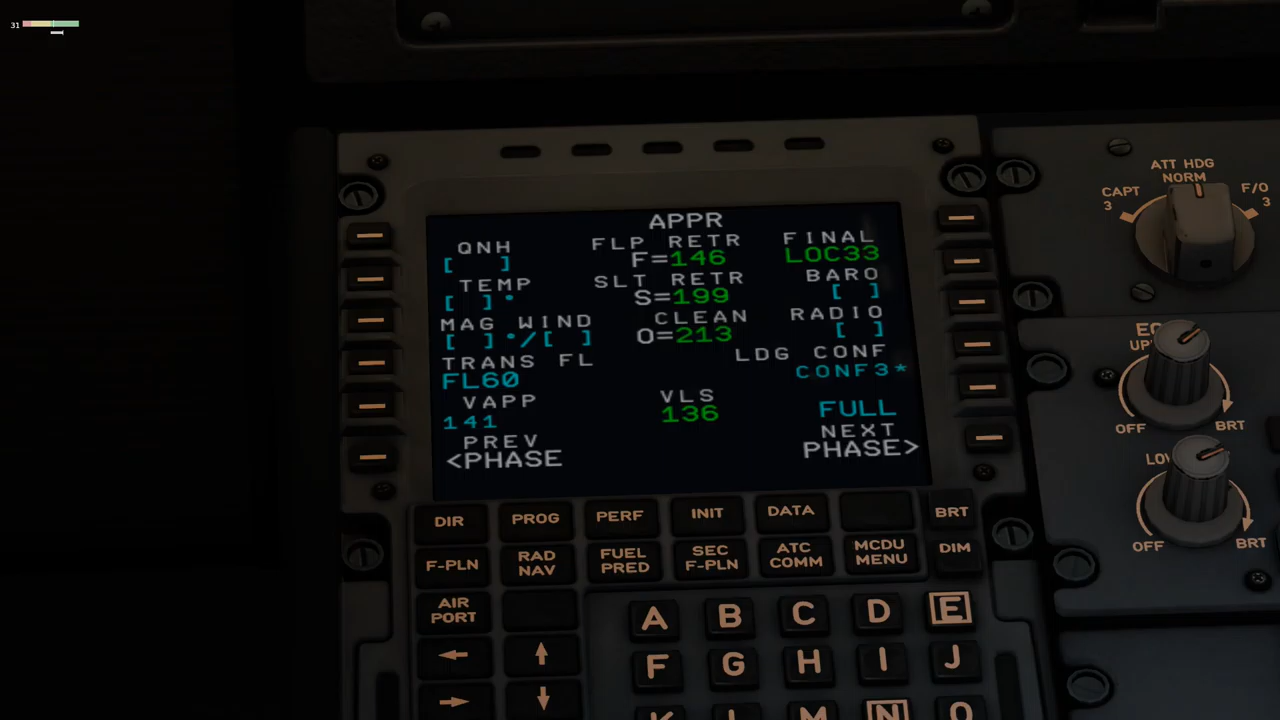 31
APPR
QNH FLP RETR FINAL
[ ] F=146 LOC33
TEMP SLT RETR BARO
[ ]° S=199 [ ]
MAG WIND CLEAN RADIO
[ ]°/[ ] O=213 [ ]
TRANS FL LDG CONF
FL60 CONF3*
VAPP VLS
141 136 FULL
PREV NEXT
<PHASE PHASE>
ATT HDG
NORM
CAPT 3
F/O 3
OFF BRT
OFF BRT
DIR PROG PERF INIT DATA BRT
F-PLN RAD NAV FUEL PRED SEC F-PLN ATC COMM MCDU MENU DIM
AIR PORT
← ↑
→ ↓
A B C D E
F G H I J
K L M N O